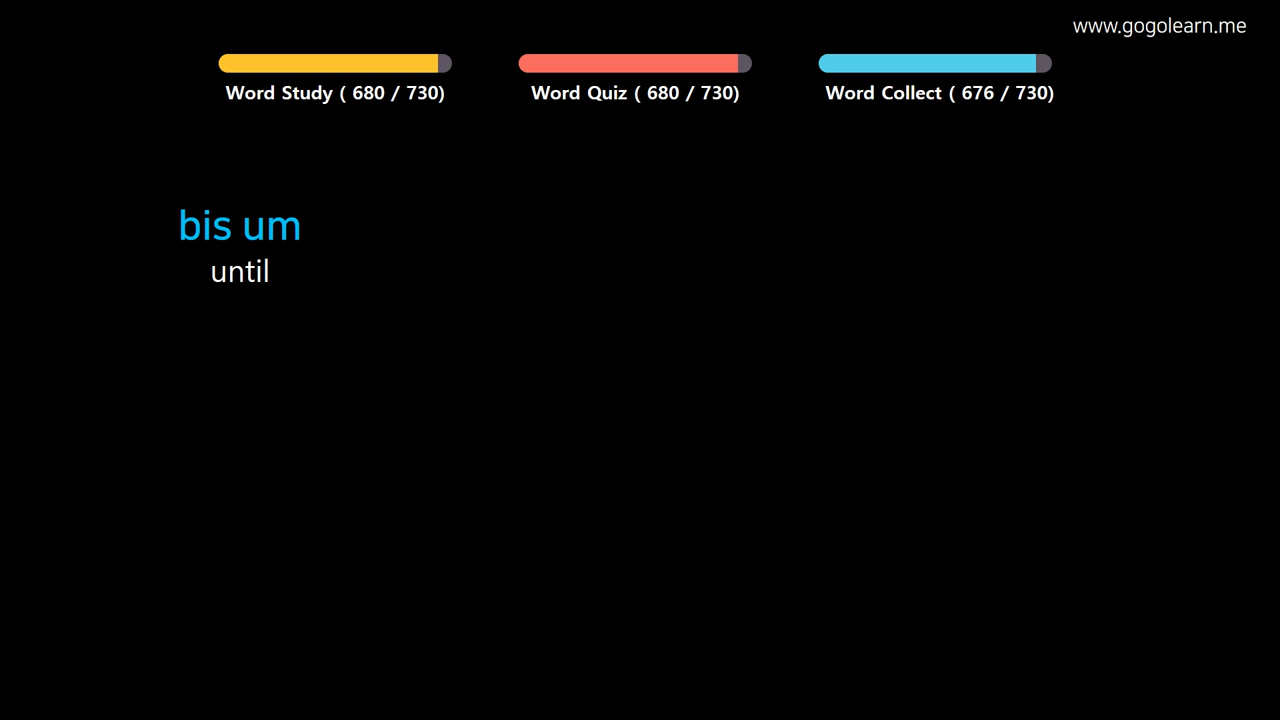 www.gogolearn.me
Word Study ( 680 / 730)
Word Quiz ( 680 / 730)
Word Collect ( 676 / 730)
bis um
until